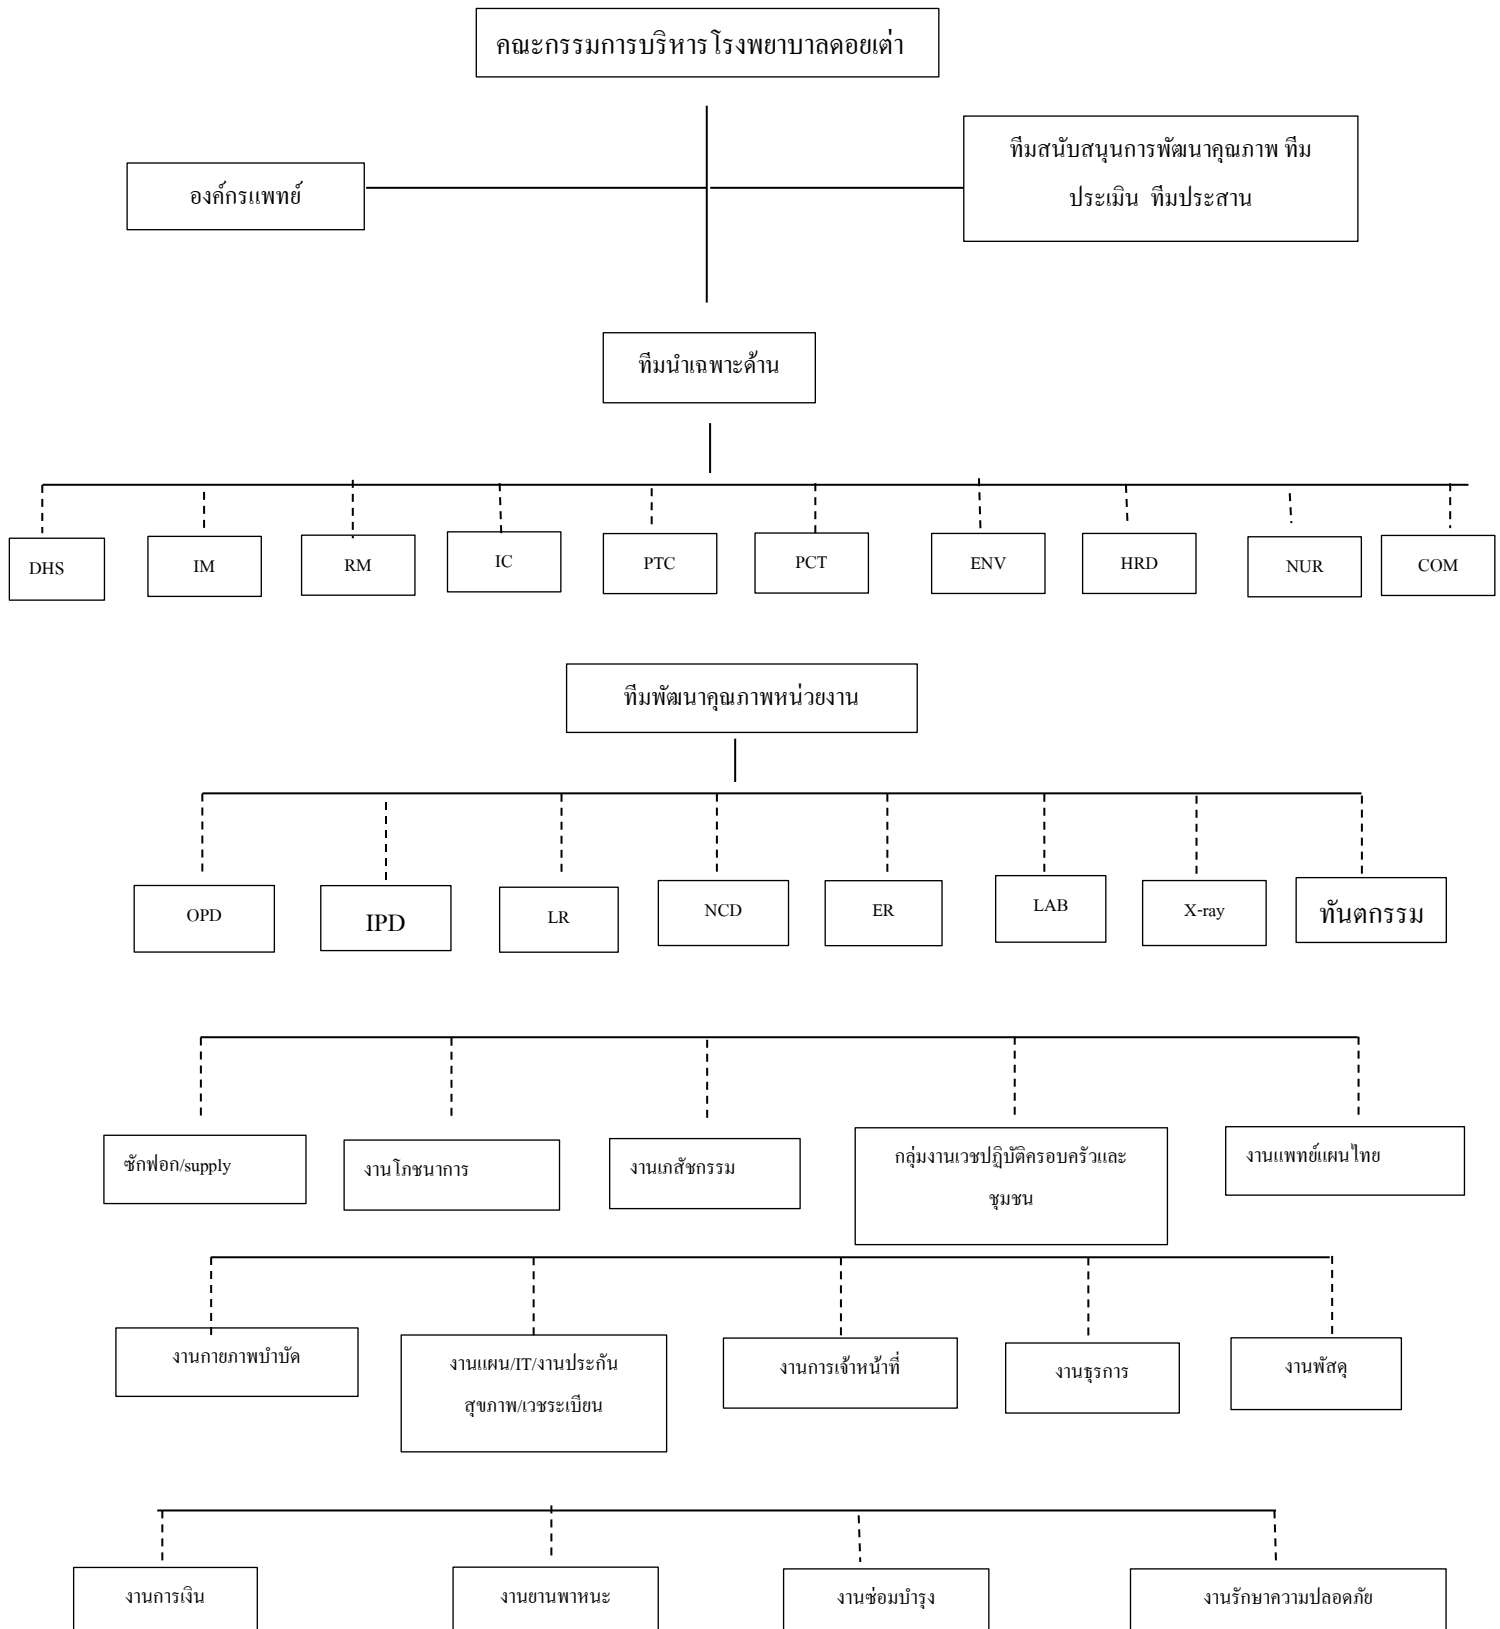 คณะกรรมการบริหารโรงพยาบาลดอยเต่า
องค์กรแพทย์
ทีมสนับสนุนการพัฒนาคุณภาพ ทีม
ประเมิน ทีมประสาน
ทีมนำเฉพาะด้าน
DHS
IM
RM
IC
PTC
PCT
ENV
HRD
NUR
COM
ทีมพัฒนาคุณภาพหน่วยงาน
OPD
IPD
LR
NCD
ER
LAB
X-ray
ทันตกรรม
ซักฟอก/supply
งานโภชนาการ
งานเภสัชกรรม
กลุ่มงานเวชปฏิบัติครอบครัวและ
ชุมชน
งานแพทย์แผนไทย
งานกายภาพบำบัด
งานแผน/IT/งานประกัน
สุขภาพ/เวชระเบียน
งานการเจ้าหน้าที่
งานธุรการ
งานพัสดุ
งานการเงิน
งานยานพาหนะ
งานซ่อมบำรุง
งานรักษาความปลอดภัย